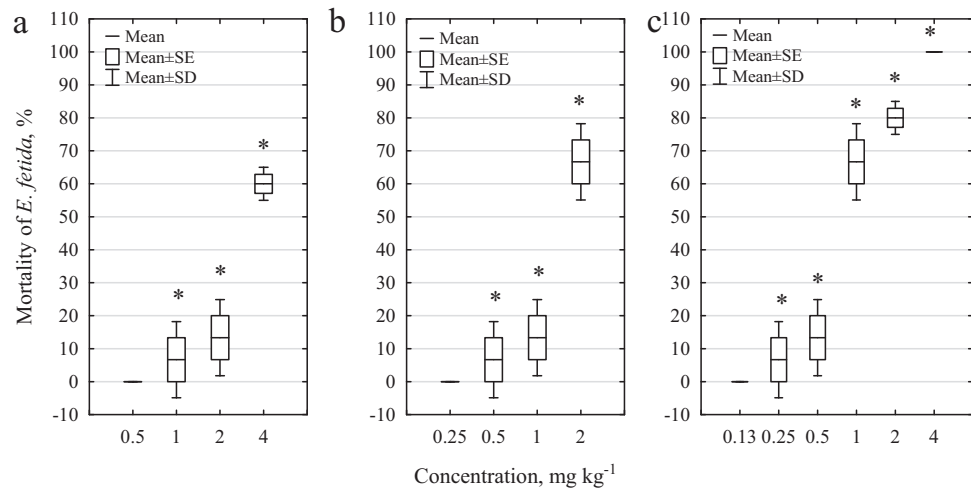 a
b
c
Mean
Mean±SE
Mean±SD
Mean
Mean±SE
Mean±SD
Mean
Mean±SE
Mean±SD
110
100
90
80
70
60
50
40
30
20
10
0
-10
110
100
90
80
70
60
50
40
30
20
10
0
-10
110
100
90
80
70
60
50
40
30
20
10
0
-10
*
*
*
*
*
*
*
*
*
*
*
Mortality of E. fetida, %
0.5 1 2 4
0.25 0.5 1 2
0.13 0.25 0.5 1 2 4
Concentration, mg kg⁻¹